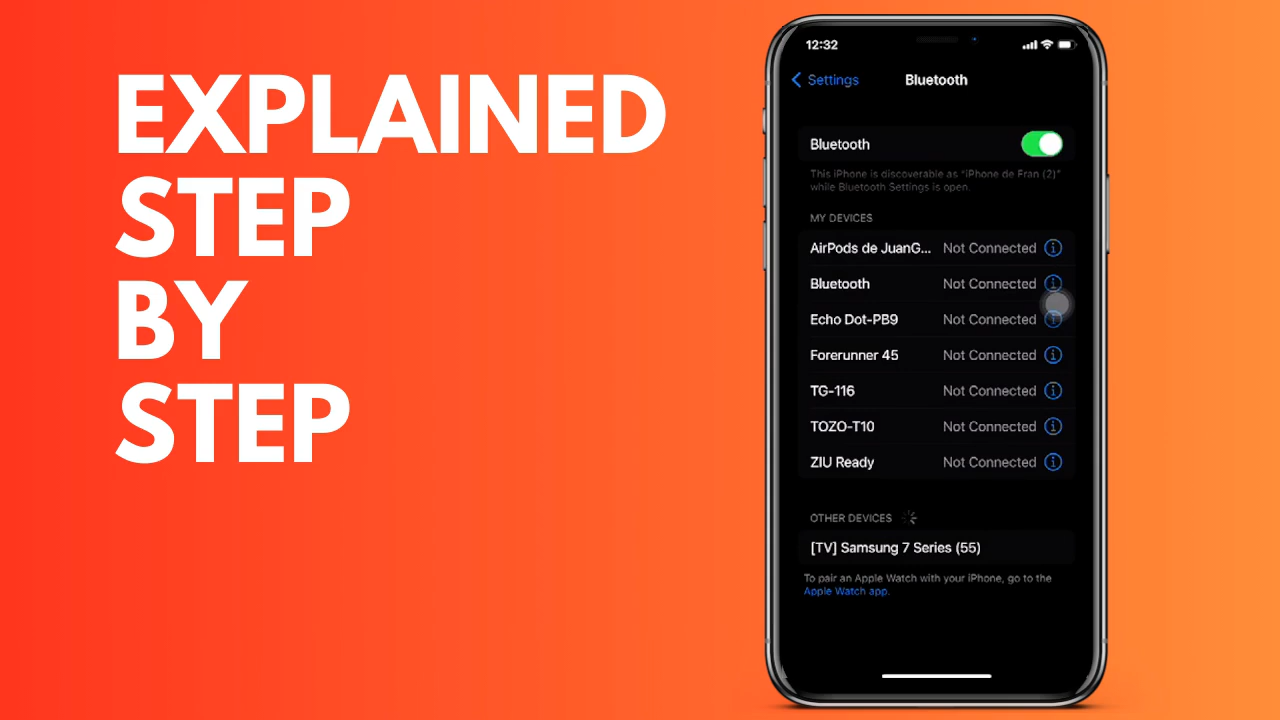 EXPLAINED
STEP
BY
STEP
12:32
Settings
Bluetooth
Bluetooth
This iPhone is discoverable as "iPhone de Fran (2)"
while Bluetooth Settings is open.
MY DEVICES
AirPods de JuanG... Not Connected
Bluetooth Not Connected
Echo Dot-PB9 Not Connected
Forerunner 45 Not Connected
TG-116 Not Connected
TOZO-T10 Not Connected
ZIU Ready Not Connected
OTHER DEVICES
[TV] Samsung 7 Series (55)
To pair an Apple Watch with your iPhone, go to the
Apple Watch app.